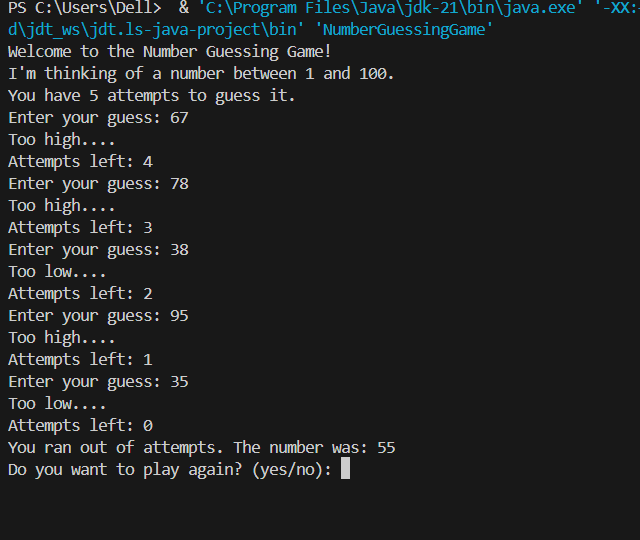 PS C:\Users\Dell>  & 'C:\Program Files\Java\jdk-21\bin\java.exe' '-XX:
d\jdt_ws\jdt.ls-java-project\bin' 'NumberGuessingGame'
Welcome to the Number Guessing Game!
I'm thinking of a number between 1 and 100.
You have 5 attempts to guess it.
Enter your guess: 67
Too high....
Attempts left: 4
Enter your guess: 78
Too high....
Attempts left: 3
Enter your guess: 38
Too low....
Attempts left: 2
Enter your guess: 95
Too high....
Attempts left: 1
Enter your guess: 35
Too low....
Attempts left: 0
You ran out of attempts. The number was: 55
Do you want to play again? (yes/no):